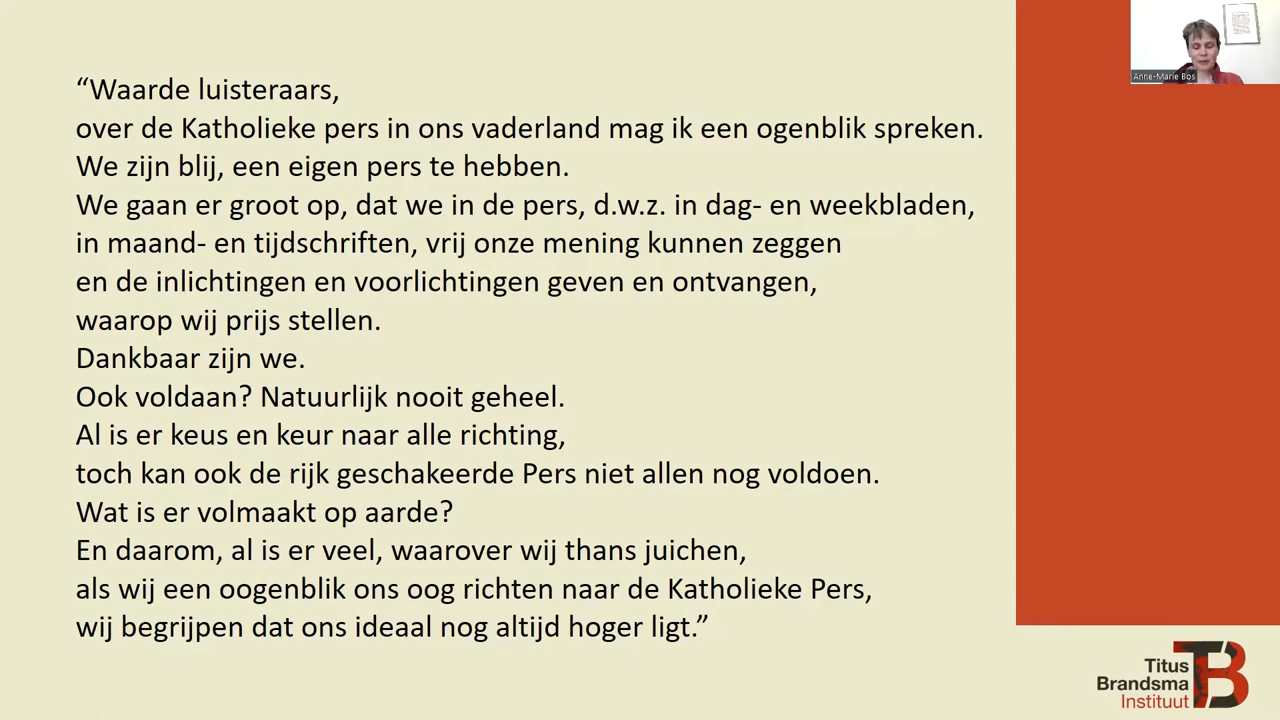 “Waarde luisteraars,
over de Katholieke pers in ons vaderland mag ik een ogenblik spreken.
We zijn blij, een eigen pers te hebben.
We gaan er groot op, dat we in de pers, d.w.z. in dag- en weekbladen,
in maand- en tijdschriften, vrij onze mening kunnen zeggen
en de inlichtingen en voorlichtingen geven en ontvangen,
waarop wij prijs stellen.
Dankbaar zijn we.
Ook voldaan? Natuurlijk nooit geheel.
Al is er keus en keur naar alle richting,
toch kan ook de rijk geschakeerde Pers niet allen nog voldoen.
Wat is er volmaakt op aarde?
En daarom, al is er veel, waarover wij thans juichen,
als wij een oogenblik ons oog richten naar de Katholieke Pers,
wij begrijpen dat ons ideaal nog altijd hoger ligt.”
Anne-Marie Bos
Titus
Brandsma
Instituut
TB